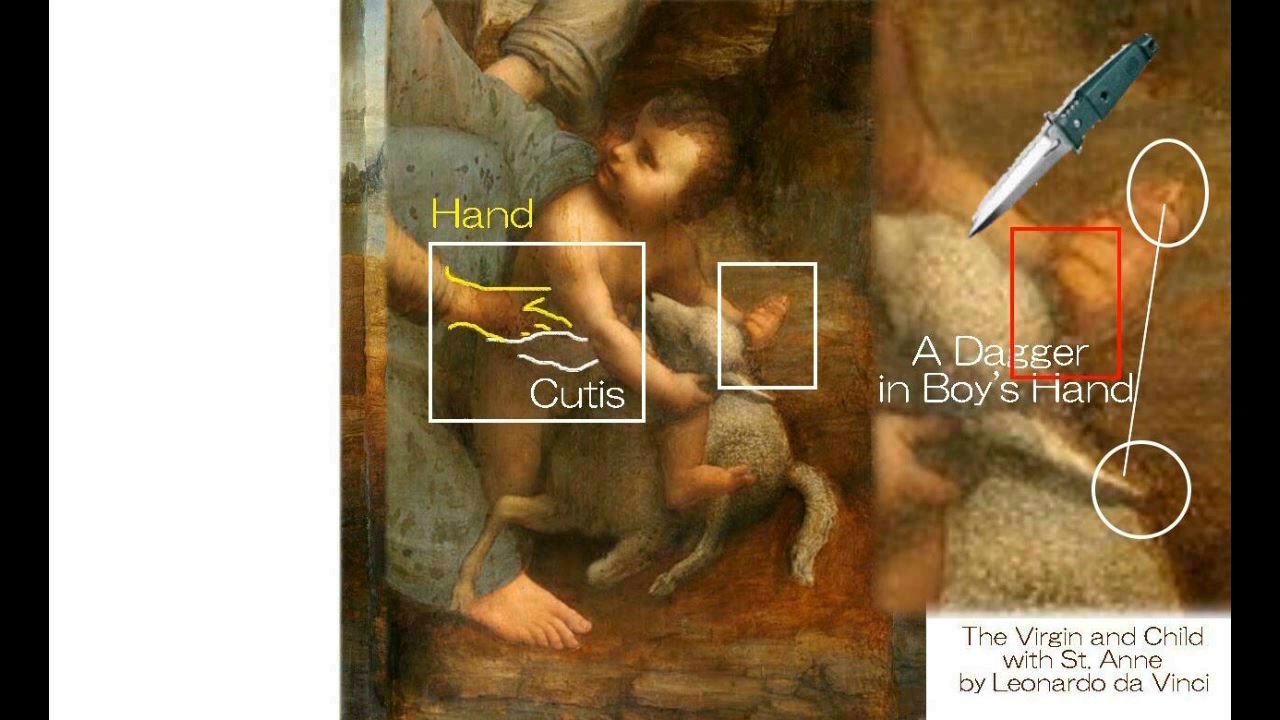 Hand
Cutis
A Dagger
in Boy's Hand
The Virgin and Child
with St. Anne
by Leonardo da Vinci